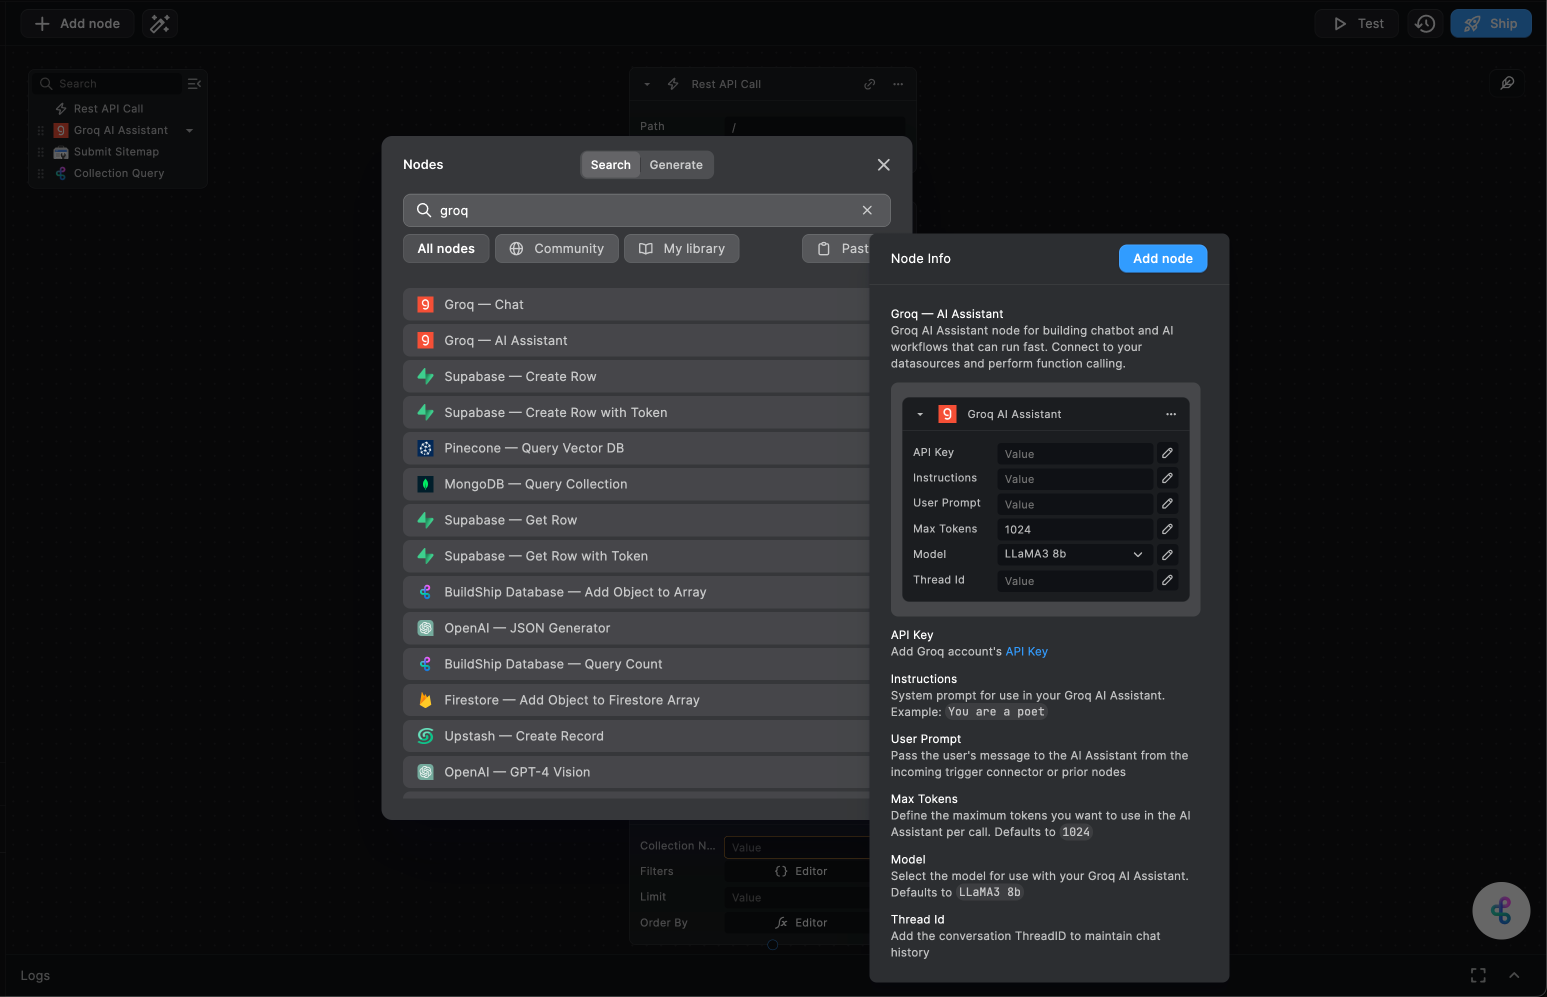 Add node
Test
Ship
Search
Rest API Call
Groq AI Assistant
Submit Sitemap
Collection Query
Rest API Call
Path
/
Nodes
Search
Generate
groq
All nodes
Community
My library
Past
Groq — Chat
Groq — AI Assistant
Supabase — Create Row
Supabase — Create Row with Token
Pinecone — Query Vector DB
MongoDB — Query Collection
Supabase — Get Row
Supabase — Get Row with Token
BuildShip Database — Add Object to Array
OpenAI — JSON Generator
BuildShip Database — Query Count
Firestore — Add Object to Firestore Array
Upstash — Create Record
OpenAI — GPT-4 Vision
Node Info
Add node
Groq — AI Assistant
Groq AI Assistant node for building chatbot and AI
workflows that can run fast. Connect to your
datasources and perform function calling.
Groq AI Assistant
API Key Value
Instructions Value
User Prompt Value
Max Tokens 1024
Model LLaMA3 8b
Thread Id Value
API Key
Add Groq account's API Key
Instructions
System prompt for use in your Groq AI Assistant.
Example: You are a poet
User Prompt
Pass the user's message to the AI Assistant from the
incoming trigger connector or prior nodes
Max Tokens
Define the maximum tokens you want to use in the AI
Assistant per call. Defaults to 1024
Model
Select the model for use with your Groq AI Assistant.
Defaults to LLaMA3 8b
Thread Id
Add the conversation ThreadID to maintain chat
history
Collection N... Value
Filters {} Editor
Limit Value
Order By fx Editor
Logs